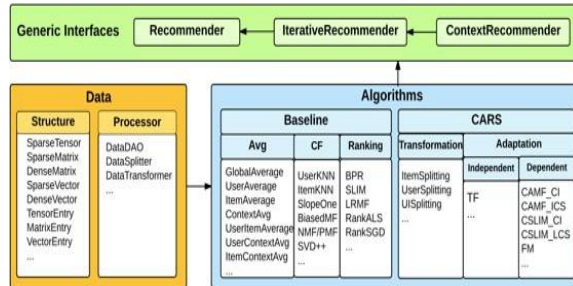 Generic Interfaces
Recommender
IterativeRecommender
ContextRecommender
Data
Structure
SparseTensor
SparseMatrix
DenseMatrix
SparseVector
DenseVector
TensorEntry
MatrixEntry
VectorEntry
...
Processor
DataDAO
DataSplitter
DataTransformer
...
Algorithms
Baseline
Avg
GlobalAverage
UserAverage
ItemAverage
ContextAvg
UserItemAverage
UserContextAvg
ItemContextAvg
...
CF
UserKNN
ItemKNN
SlopeOne
BiasedMF
NMF/PMF
SVD++
...
Ranking
BPR
SLIM
LRMF
RankALS
RankSGD
...
CARS
Transformation
ItemSplitting
UserSplitting
UISplitting
...
Adaptation
Independent
TF
...
Dependent
CAMF_CI
CAMF_ICS
CSLIM_CI
CSLIM_LCS
FM
...